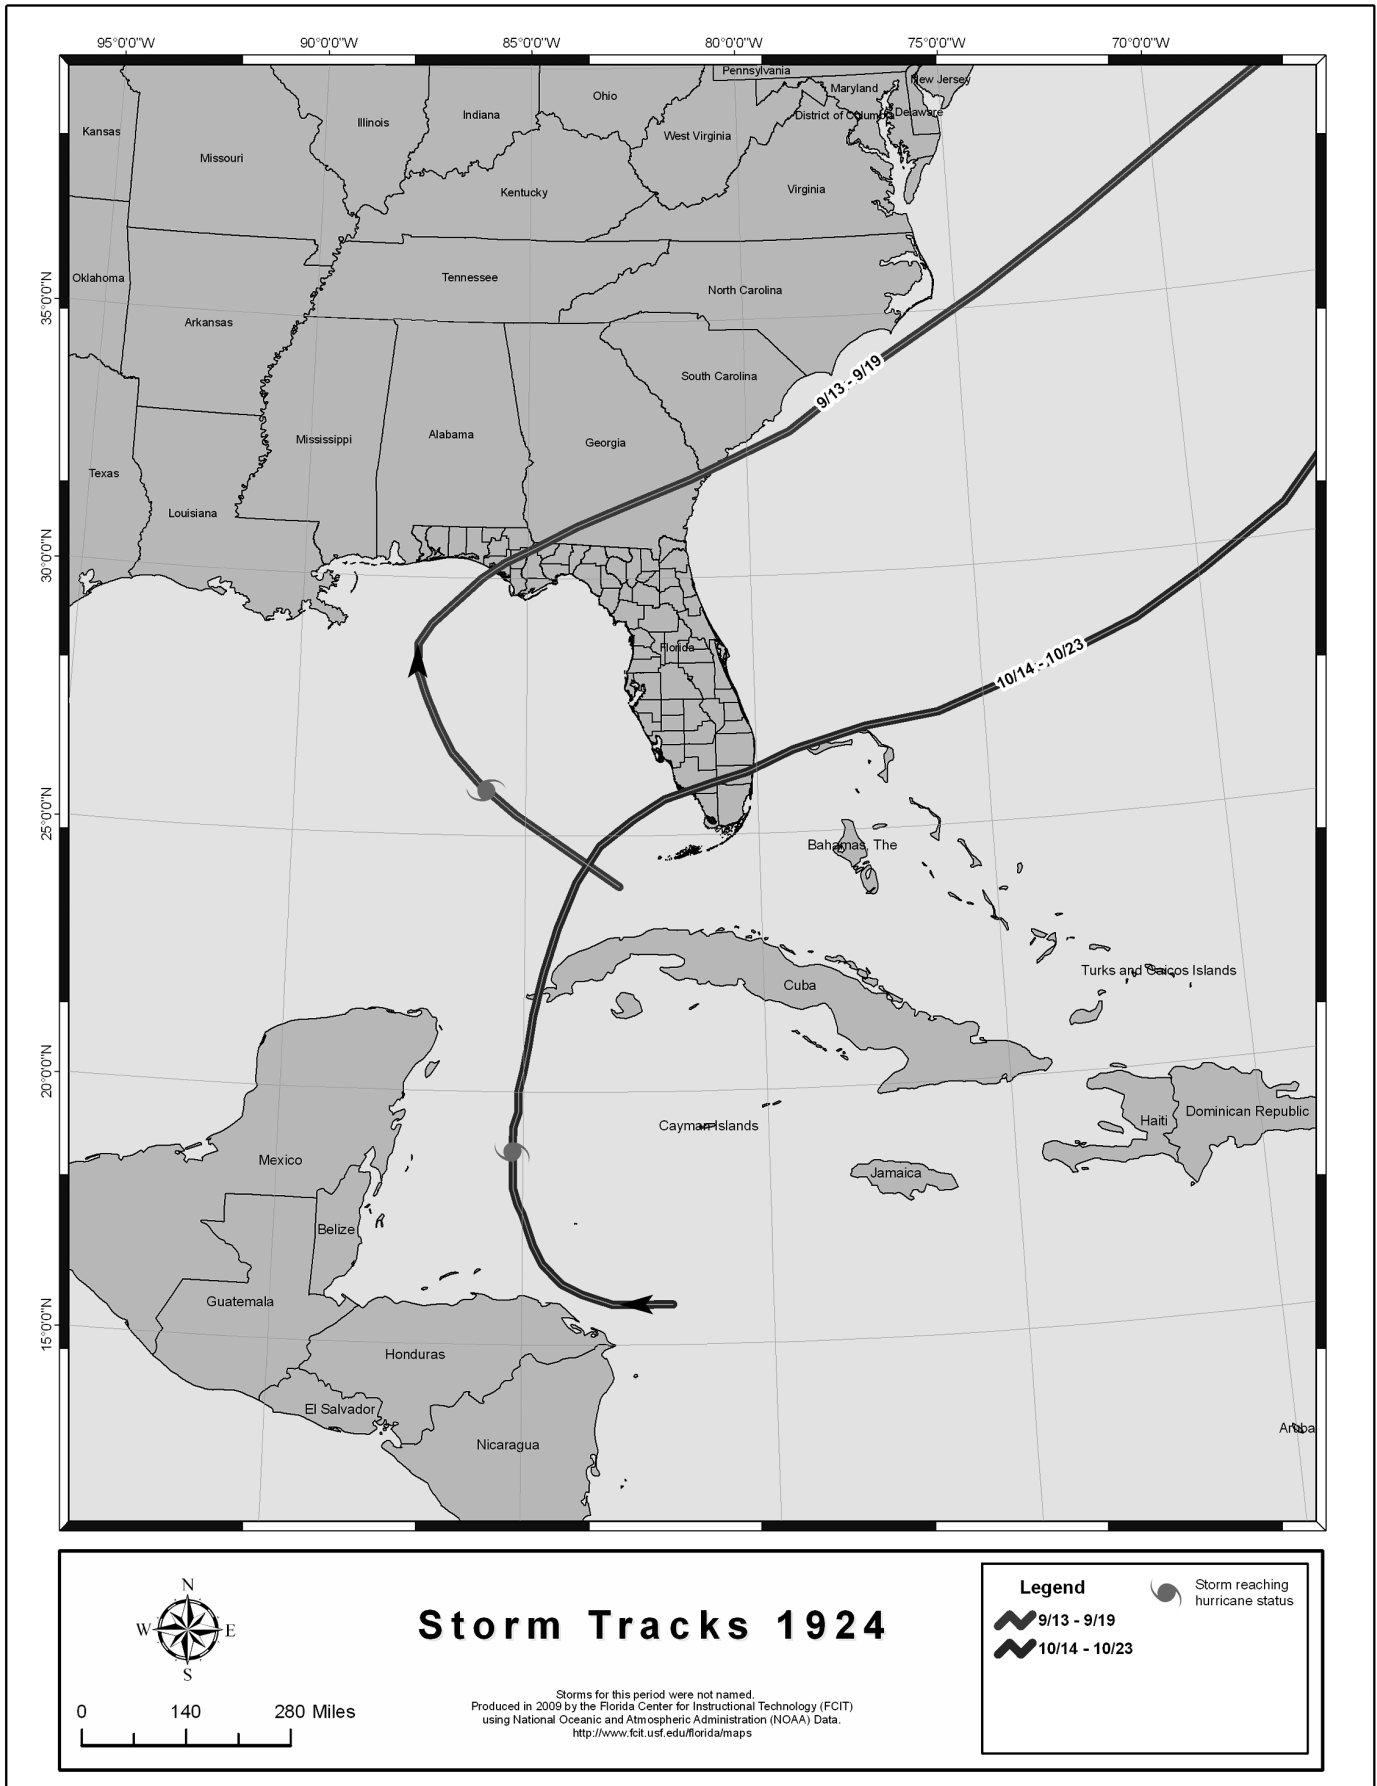 95°0'0"W 90°0'0"W 85°0'0"W 80°0'0"W 75°0'0"W 70°0'0"W
Pennsylvania
New Jersey
Ohio
Maryland
Indiana
Illinois
District of Columbia
Delaware
Kansas
West Virginia
Missouri
Virginia
Kentucky
Oklahoma
Tennessee
North Carolina
35°0'0"N
Arkansas
South Carolina
9/13 - 9/19
Mississippi
Alabama
Georgia
Texas
Louisiana
30°0'0"N
Florida
10/14 - 10/23
25°0'0"N
Bahamas, The
Turks and Caicos Islands
Cuba
20°0'0"N
Cayman Islands
Haiti
Dominican Republic
Mexico
Jamaica
Belize
Guatemala
15°0'0"N
Honduras
El Salvador
Aruba
Nicaragua
N
W E
S
0 140 280 Miles
Storm Tracks 1924
Storms for this period were not named.
Produced in 2009 by the Florida Center for Instructional Technology (FCIT)
using National Oceanic and Atmospheric Administration (NOAA) Data.
http://www.fcit.usf.edu/florida/maps
Legend
9/13 - 9/19
10/14 - 10/23
Storm reaching
hurricane status